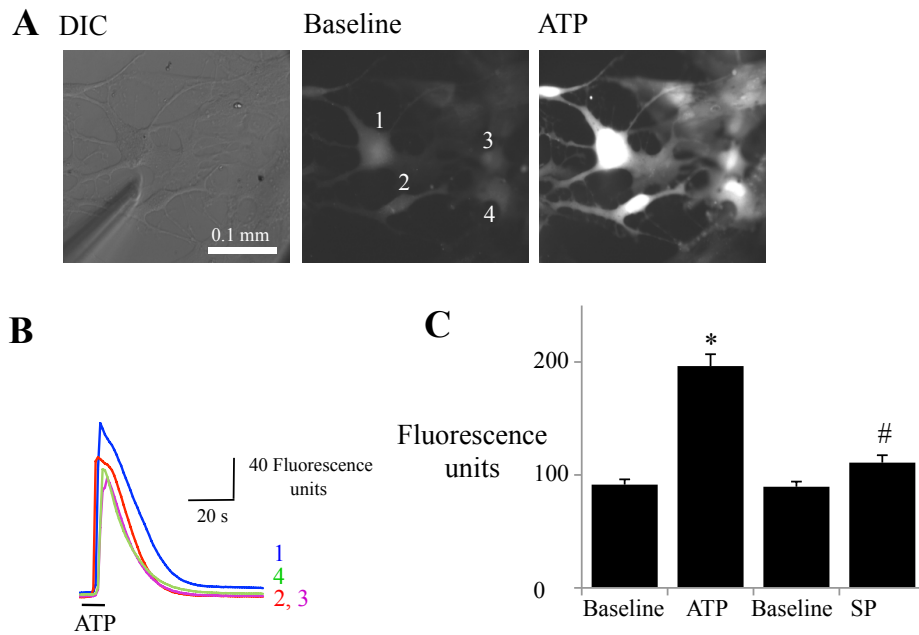 A DIC Baseline ATP
1
2
3
4
0.1 mm
B
40 Fluorescence
units
20 s
1
4
2, 3
ATP
C
Fluorescence
units
200
100
0
*
#
Baseline ATP Baseline SP